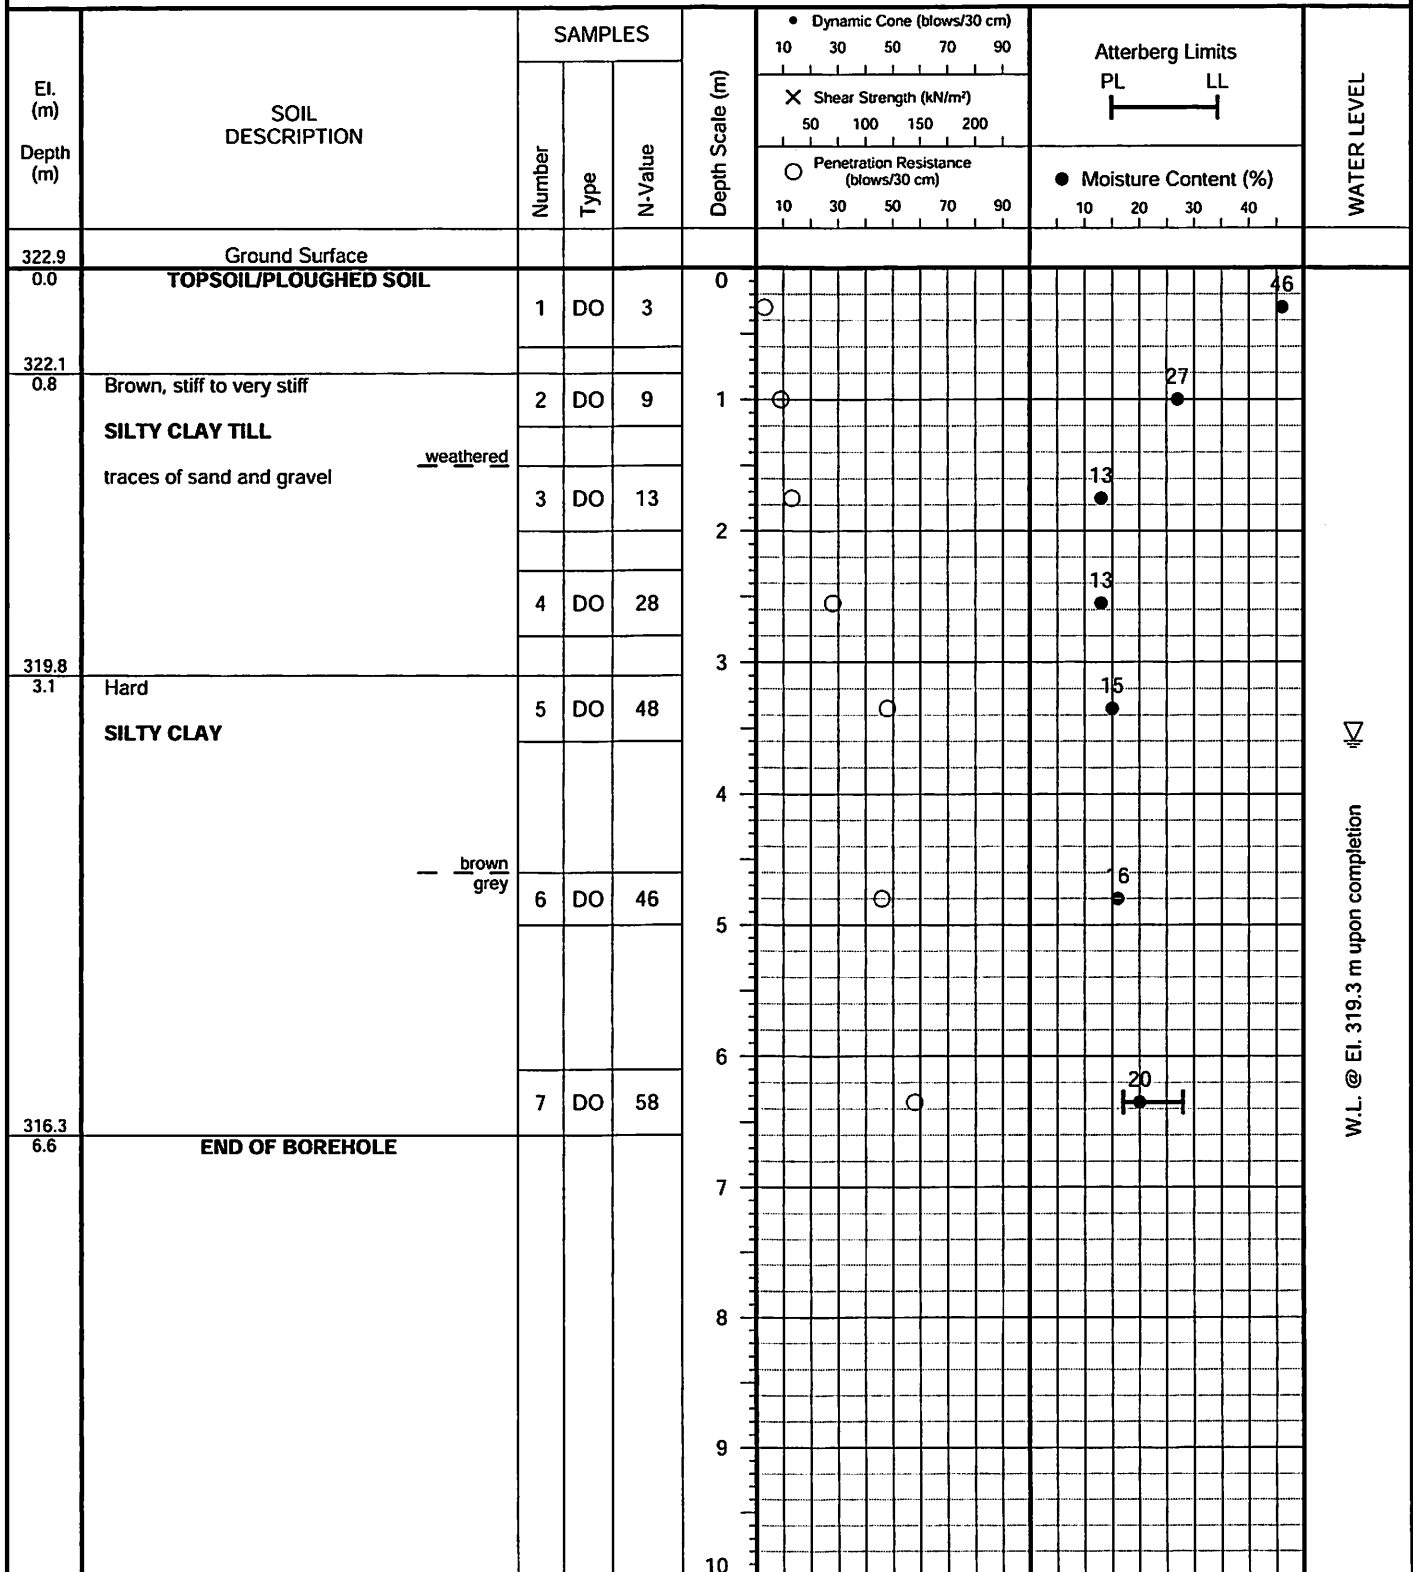 El.
(m)
Depth
(m)
SOIL
DESCRIPTION
SAMPLES
Number
Type
N-Value
Depth Scale (m)
● Dynamic Cone (blows/30 cm)
10 30 50 70 90
X Shear Strength (kN/m²)
50 100 150 200
○ Penetration Resistance
(blows/30 cm)
10 30 50 70 90
Atterberg Limits
PL LL
● Moisture Content (%)
10 20 30 40
WATER LEVEL
322.9 Ground Surface
0.0 TOPSOIL/PLOUGHED SOIL 0
1 DO 3 46
322.1
0.8 Brown, stiff to very stiff
2 DO 9 1 27
SILTY CLAY TILL
weathered
traces of sand and gravel
3 DO 13 13
2
4 DO 28 13
319.8 3
3.1 Hard
5 DO 48 15
SILTY CLAY
4
brown
grey
6 DO 46 16
5
6
7 DO 58 20
316.3
6.6 END OF BOREHOLE
7
8
9
10
W.L. @ El. 319.3 m upon completion